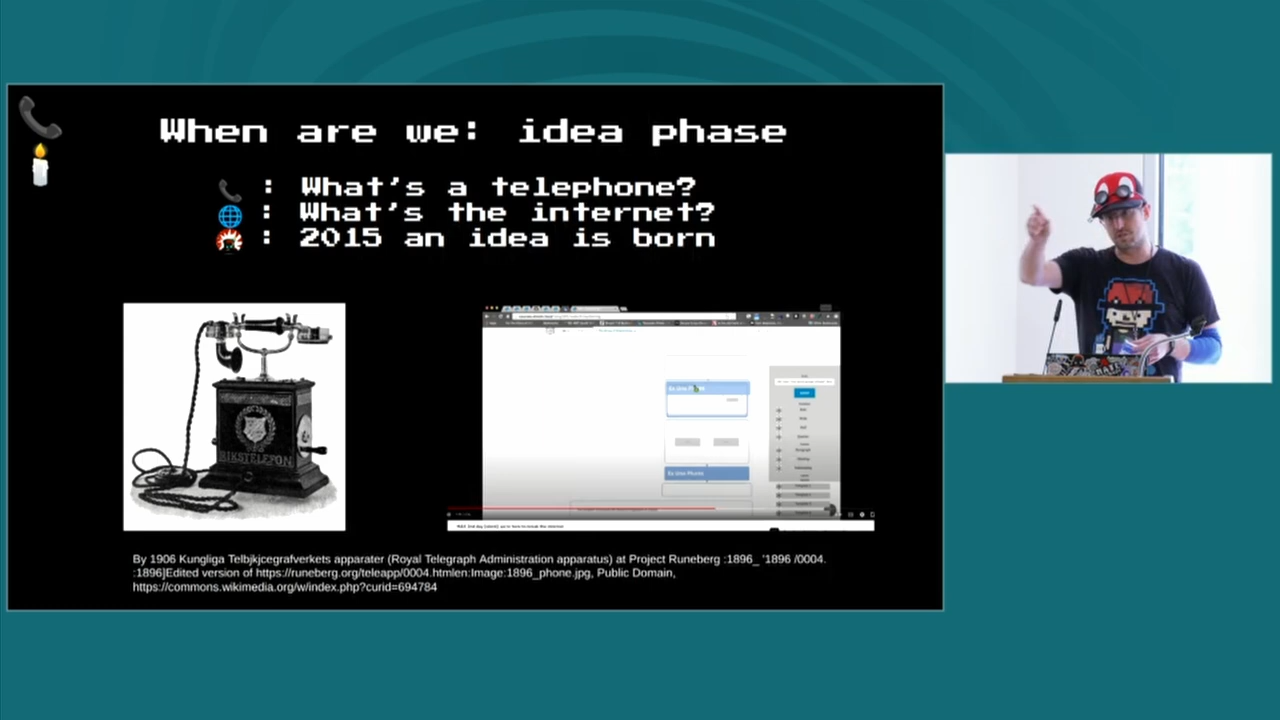 When are we: idea phase
: What's a telephone?
: What's the internet?
: 2015 an idea is born
RIKSTELEFON
By 1906 Kungliga Telbjkjcegrafverkets apparater (Royal Telegraph Administration apparatus) at Project Runeberg :1896_ '1896 /0004.
:1896]Edited version of https://runeberg.org/teleapp/0004.htmlen:Image:1896_phone.jpg, Public Domain,
https://commons.wikimedia.org/w/index.php?curid=694784